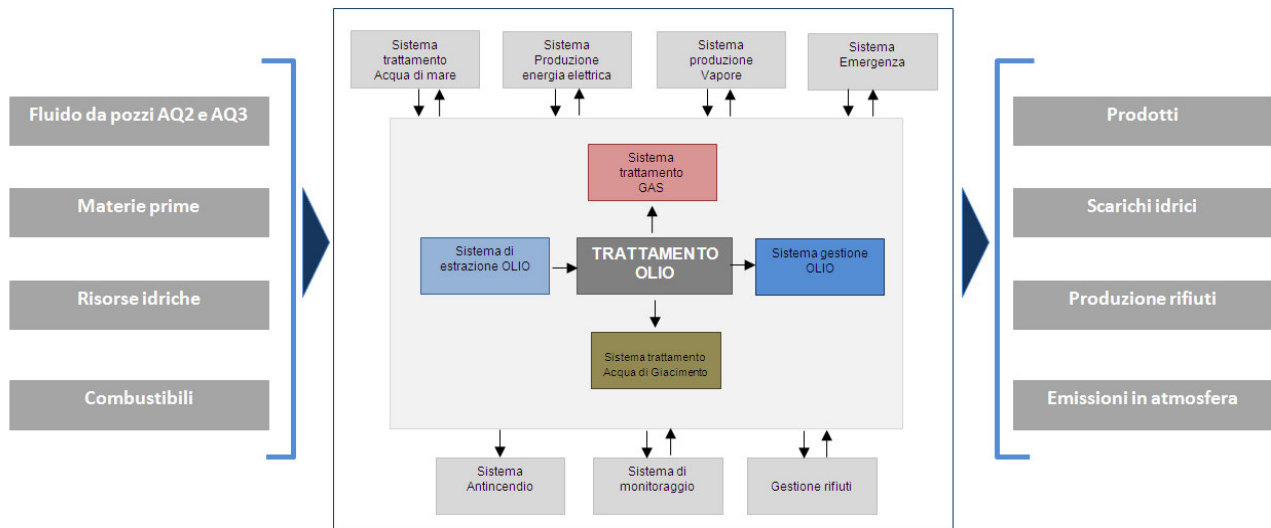 Fluido da pozzi AQ2 e AQ3
Materie prime
Risorse idriche
Combustibili
Sistema
trattamento
Acqua di mare
Sistema
Produzione
energia elettrica
Sistema
produzione
Vapore
Sistema
Emergenza
Sistema
trattamento
GAS
Sistema di
estrazione OLIO
TRATTAMENTO
OLIO
Sistema gestione
OLIO
Sistema trattamento
Acqua di Giacimento
Sistema
Antincendio
Sistema di
monitoraggio
Gestione rifiuti
Prodotti
Scarichi idrici
Produzione rifiuti
Emissioni in atmosfera